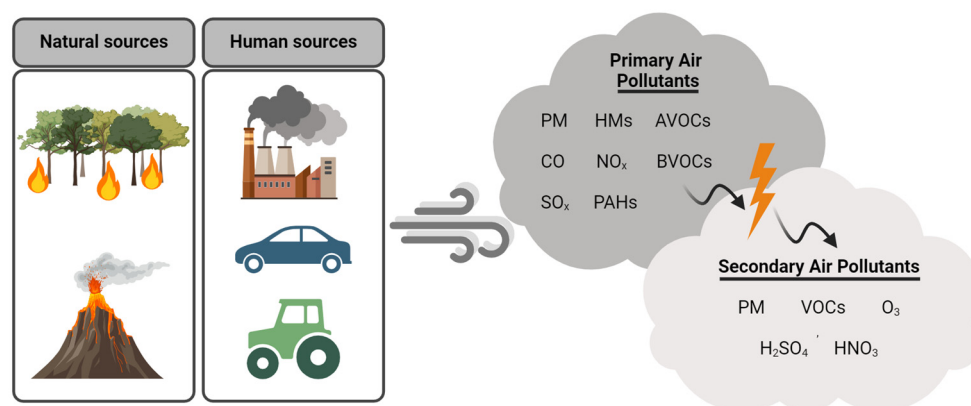 Natural sources
Human sources
Primary Air
Pollutants
PM HMs AVOCs
CO NOₓ BVOCs
SOₓ PAHs
Secondary Air Pollutants
PM VOCs O₃
H₂SO₄ ' HNO₃